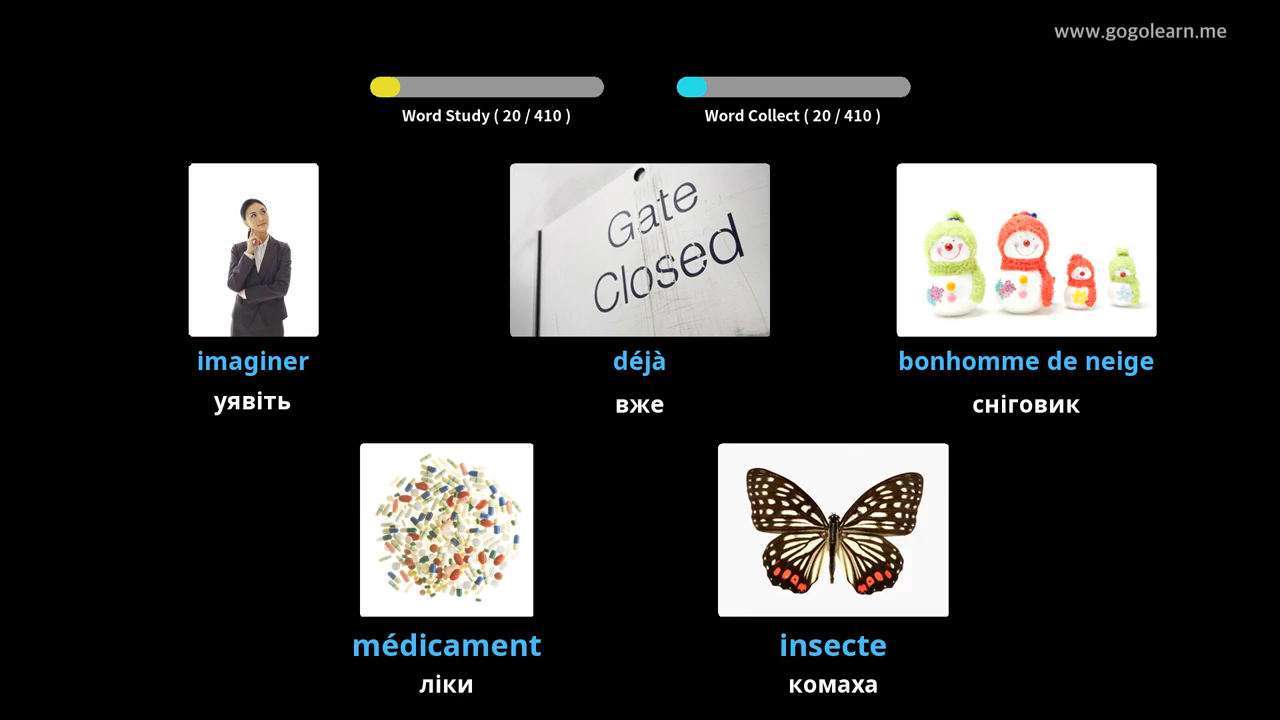 www.gogolearn.me
Word Study ( 20 / 410 )
Word Collect ( 20 / 410 )
Gate
Closed
imaginer
уявіть
déjà
вже
bonhomme de neige
сніговик
médicament
ліки
insecte
комаха